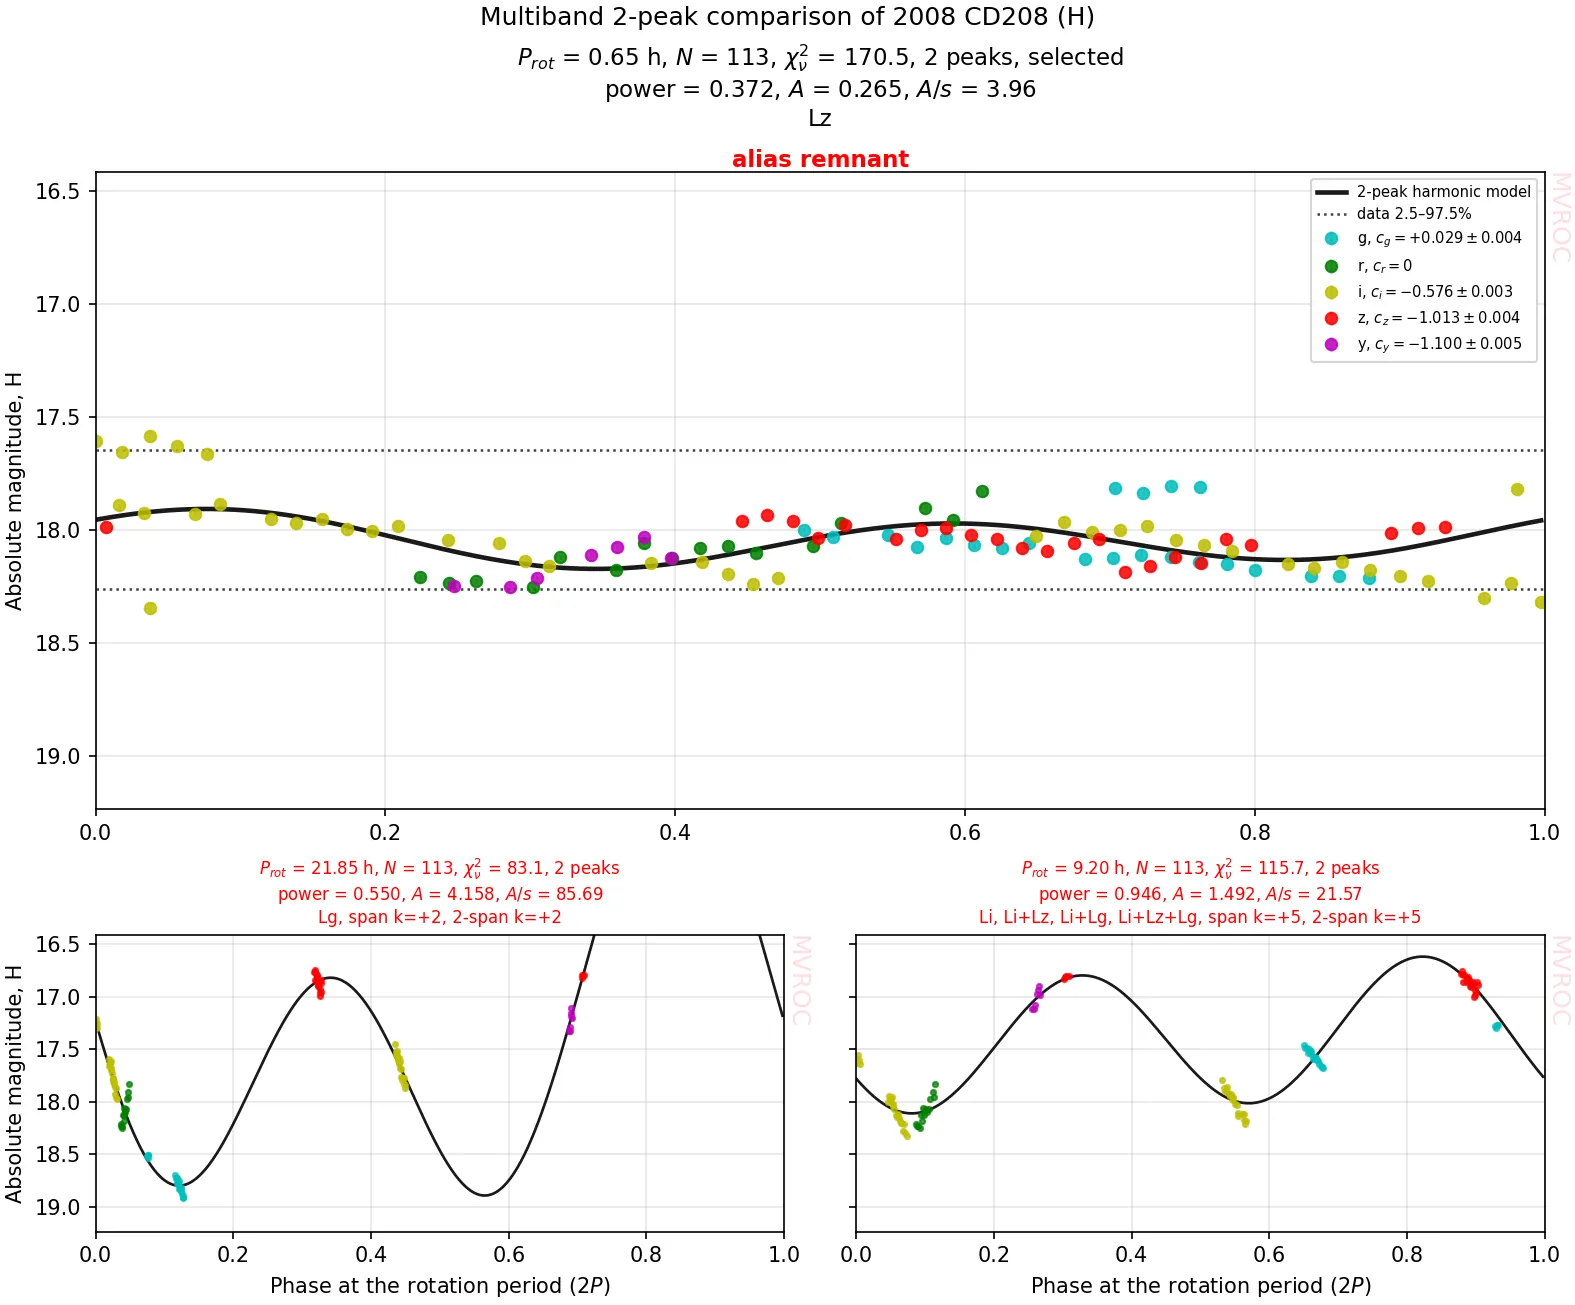 Multiband 2-peak comparison of 2008 CD208 (H)
P_rot = 0.65 h, N = 113, χ²_ν = 170.5, 2 peaks, selected
power = 0.372, A = 0.265, A/s = 3.96
Lz
alias remnant
16.5
17.0
17.5
18.0
18.5
19.0
Absolute magnitude, H
0.0 0.2 0.4 0.6 0.8 1.0
2-peak harmonic model
data 2.5–97.5%
g, c_g = +0.029 ± 0.004
r, c_r = 0
i, c_i = −0.576 ± 0.003
z, c_z = −1.013 ± 0.004
y, c_y = −1.100 ± 0.005
MVROC
P_rot = 21.85 h, N = 113, χ²_ν = 83.1, 2 peaks
power = 0.550, A = 4.158, A/s = 85.69
Lg, span k=+2, 2-span k=+2
16.5
17.0
17.5
18.0
18.5
19.0
Absolute magnitude, H
0.0 0.2 0.4 0.6 0.8 1.0
Phase at the rotation period (2P)
MVROC
P_rot = 9.20 h, N = 113, χ²_ν = 115.7, 2 peaks
power = 0.946, A = 1.492, A/s = 21.57
Li, Li+Lz, Li+Lg, Li+Lz+Lg, span k=+5, 2-span k=+5
0.0 0.2 0.4 0.6 0.8 1.0
Phase at the rotation period (2P)
MVROC